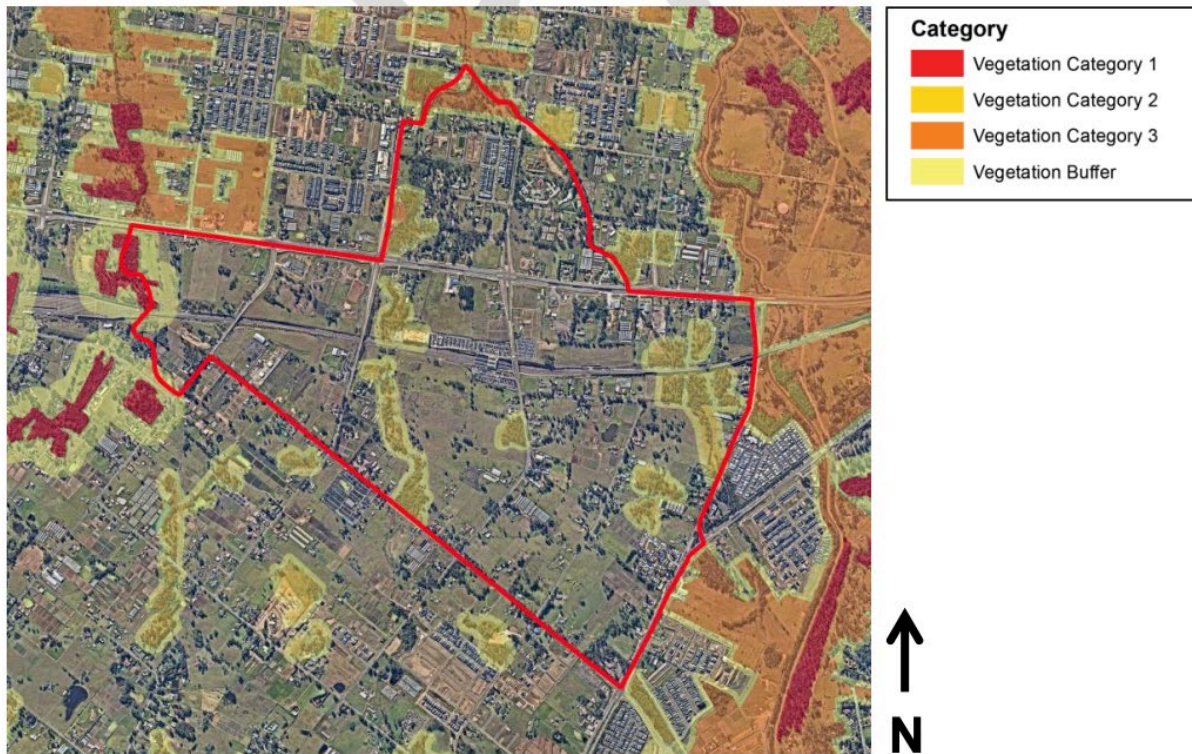 Category
Vegetation Category 1
Vegetation Category 2
Vegetation Category 3
Vegetation Buffer
N